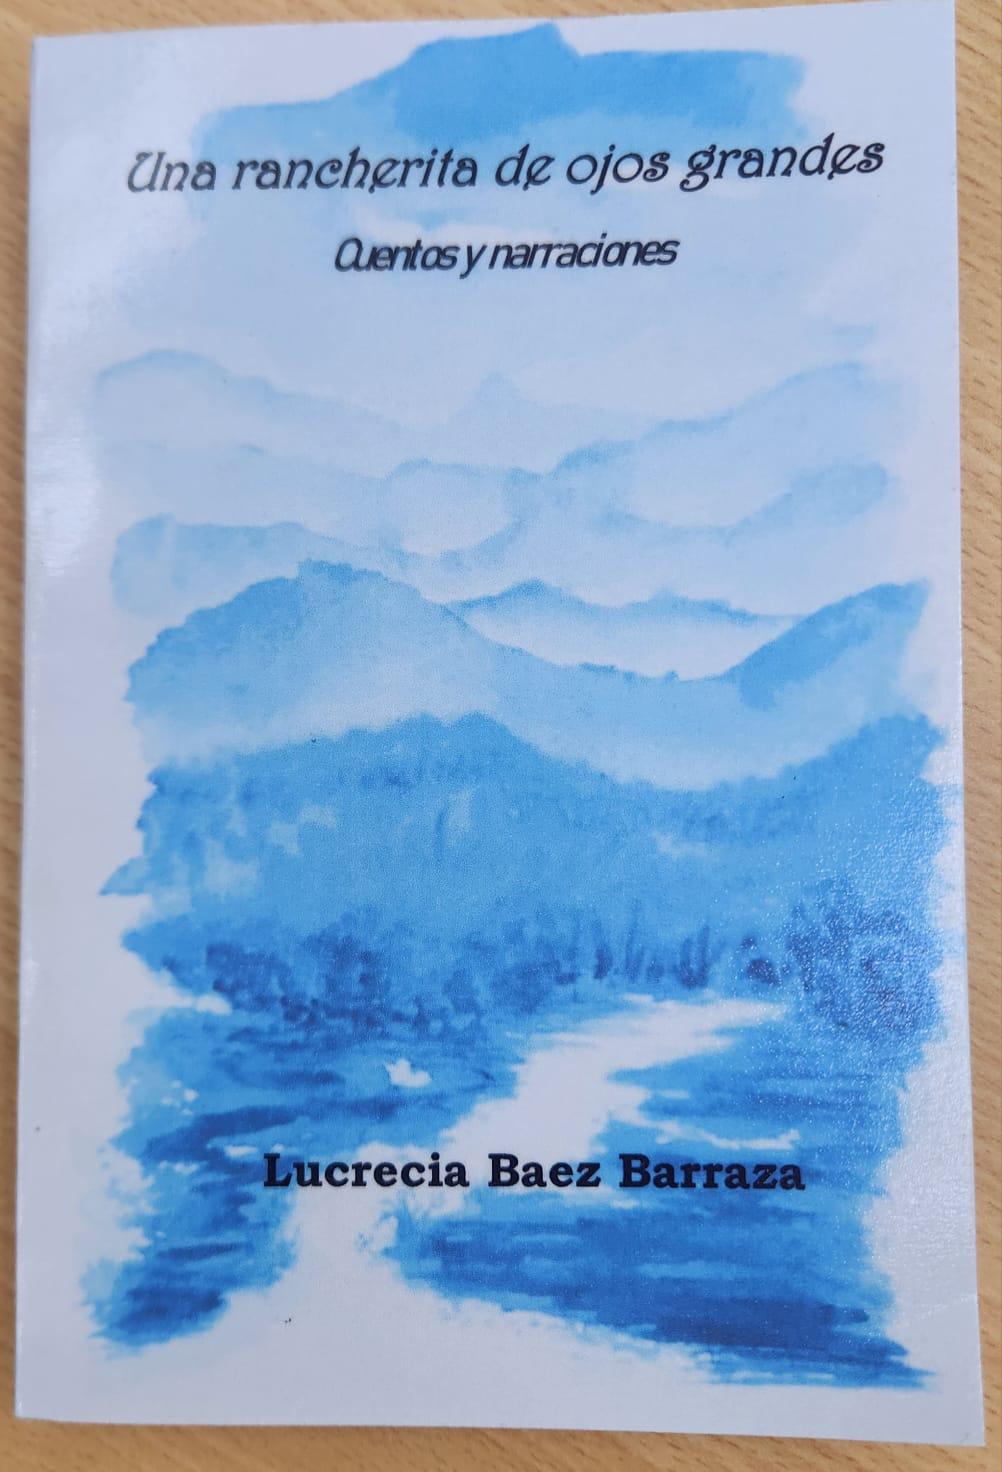 Una rancherita de ojos grandes
Cuentos y narraciones
Lucrecia Baez Barraza